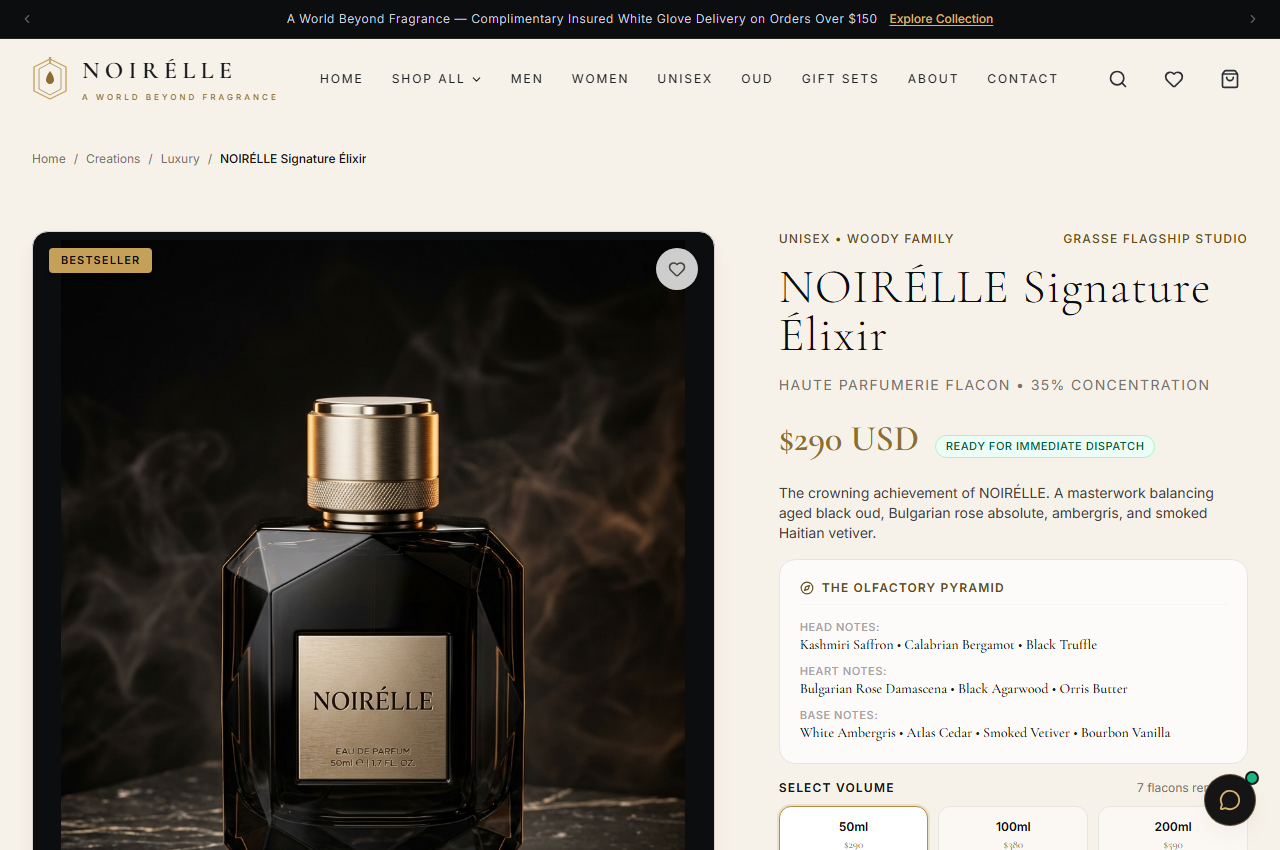 A World Beyond Fragrance — Complimentary Insured White Glove Delivery on Orders Over $150 Explore Collection
NOIRÉLLE
A WORLD BEYOND FRAGRANCE
HOME SHOP ALL MEN WOMEN UNISEX OUD GIFT SETS ABOUT CONTACT
Home / Creations / Luxury / NOIRÉLLE Signature Élixir
BESTSELLER
NOIRÉLLE
EAU DE PARFUM
50ml e | 1.7 FL. OZ.
UNISEX • WOODY FAMILY
GRASSE FLAGSHIP STUDIO
NOIRÉLLE Signature
Élixir
HAUTE PARFUMERIE FLACON • 35% CONCENTRATION
$290 USD
READY FOR IMMEDIATE DISPATCH
The crowning achievement of NOIRÉLLE. A masterwork balancing
aged black oud, Bulgarian rose absolute, ambergris, and smoked
Haitian vetiver.
THE OLFACTORY PYRAMID
HEAD NOTES:
Kashmiri Saffron • Calabrian Bergamot • Black Truffle
HEART NOTES:
Bulgarian Rose Damascena • Black Agarwood • Orris Butter
BASE NOTES:
White Ambergris • Atlas Cedar • Smoked Vetiver • Bourbon Vanilla
SELECT VOLUME
7 flacons
50ml
$290
100ml
$380
200ml
$590